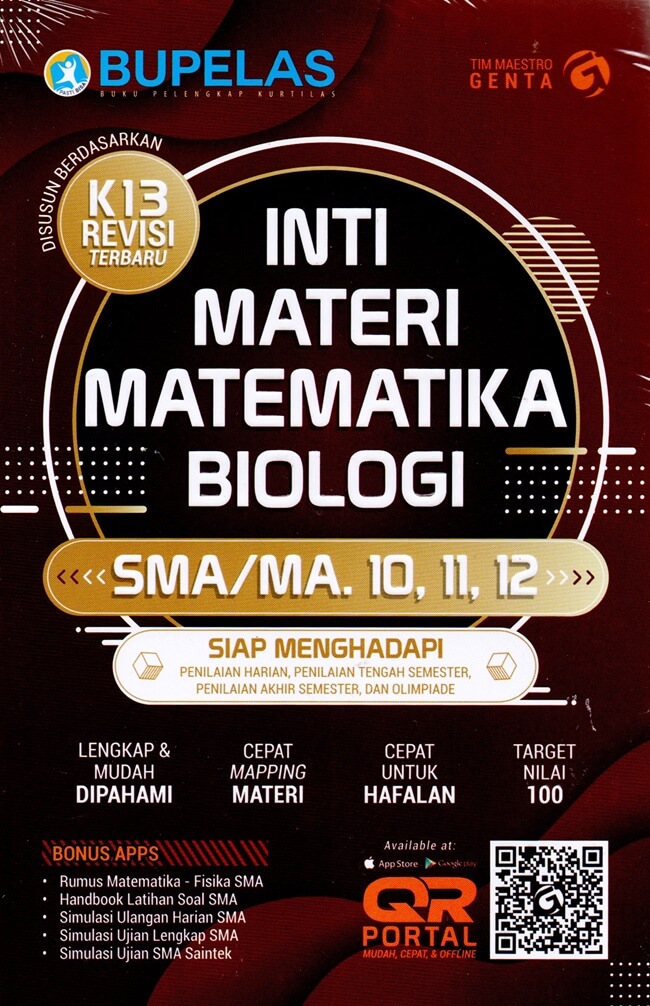 BUPELAS
BUKU PELENGKAP KURTILAS
PASTI BISA
TIM MAESTRO
GENTA
DISUSUN BERDASARKAN
K13
REVISI
TERBARU
INTI
MATERI
MATEMATIKA
BIOLOGI
SMA/MA. 10, 11, 12
SIAP MENGHADAPI
PENILAIAN HARIAN, PENILAIAN TENGAH SEMESTER,
PENILAIAN AKHIR SEMESTER, DAN OLIMPIADE
LENGKAP &
MUDAH
DIPAHAMI
CEPAT
MAPPING
MATERI
CEPAT
UNTUK
HAFALAN
TARGET
NILAI
100
BONUS APPS
• Rumus Matematika - Fisika SMA
• Handbook Latihan Soal SMA
• Simulasi Ulangan Harian SMA
• Simulasi Ujian Lengkap SMA
• Simulasi Ujian SMA Saintek
Available at:
App Store
Google play
QR
PORTAL
MUDAH, CEPAT, & OFFLINE